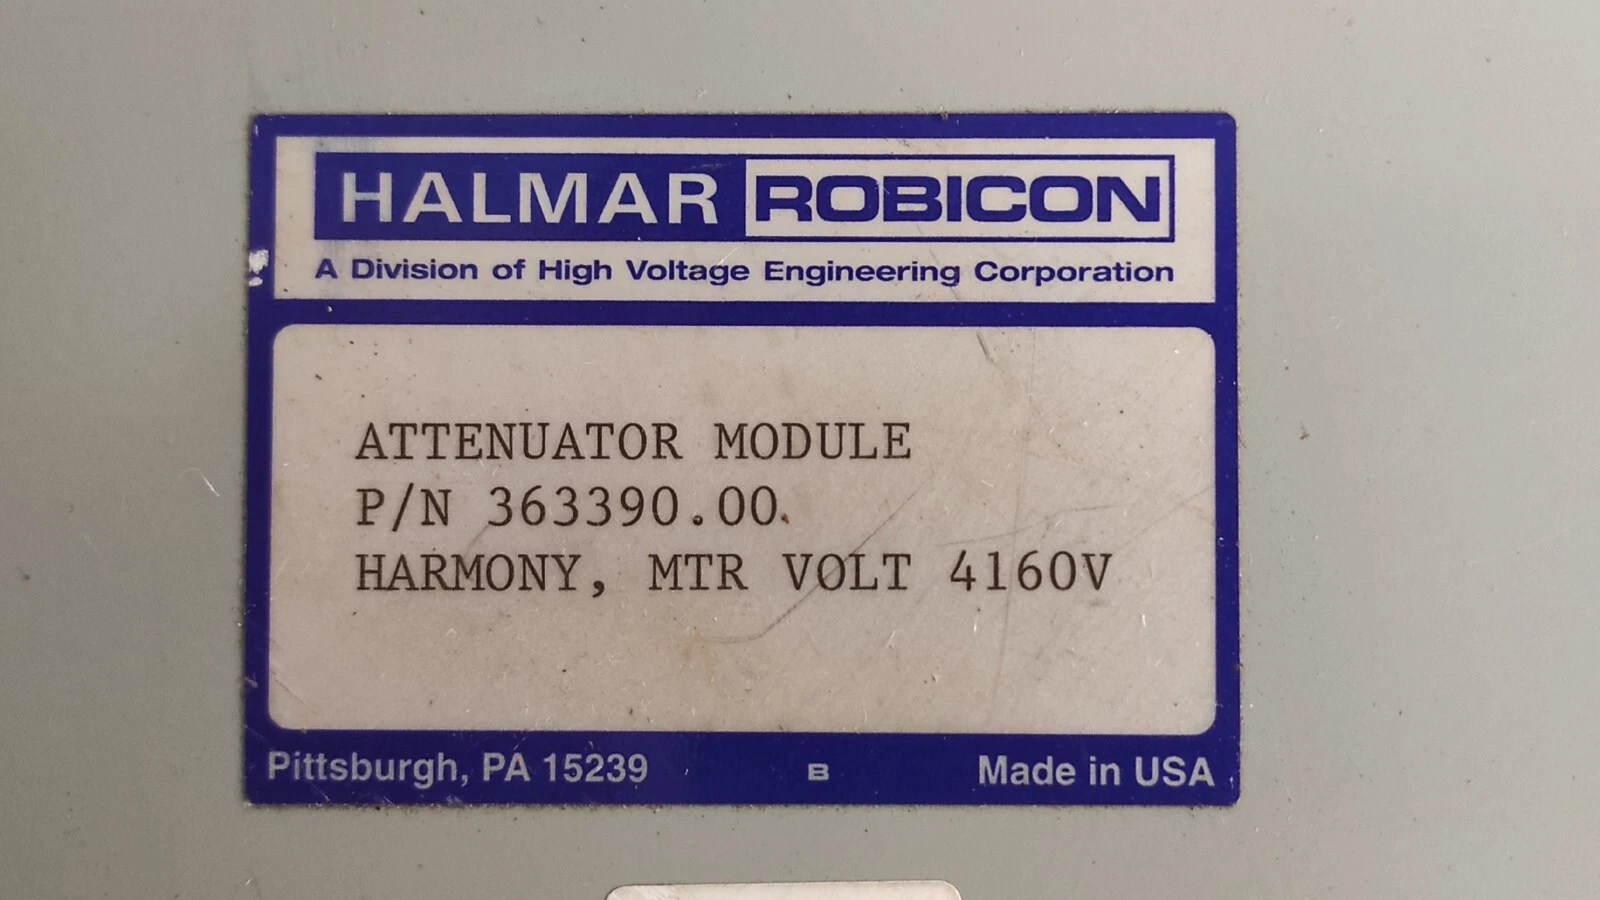 HALMAR ROBICON
A Division of High Voltage Engineering Corporation
ATTENUATOR MODULE
P/N 363390.00
HARMONY, MTR VOLT 4160V
Pittsburgh, PA 15239 B Made in USA